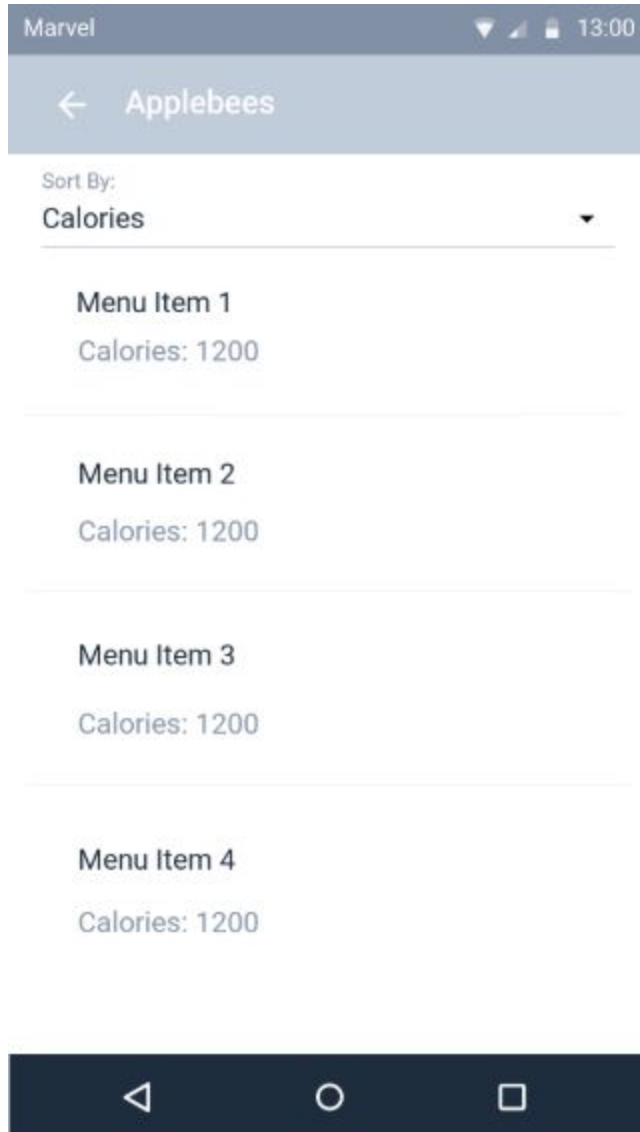 Marvel 13:00
Applebees
Sort By:
Calories
Menu Item 1
Calories: 1200
Menu Item 2
Calories: 1200
Menu Item 3
Calories: 1200
Menu Item 4
Calories: 1200